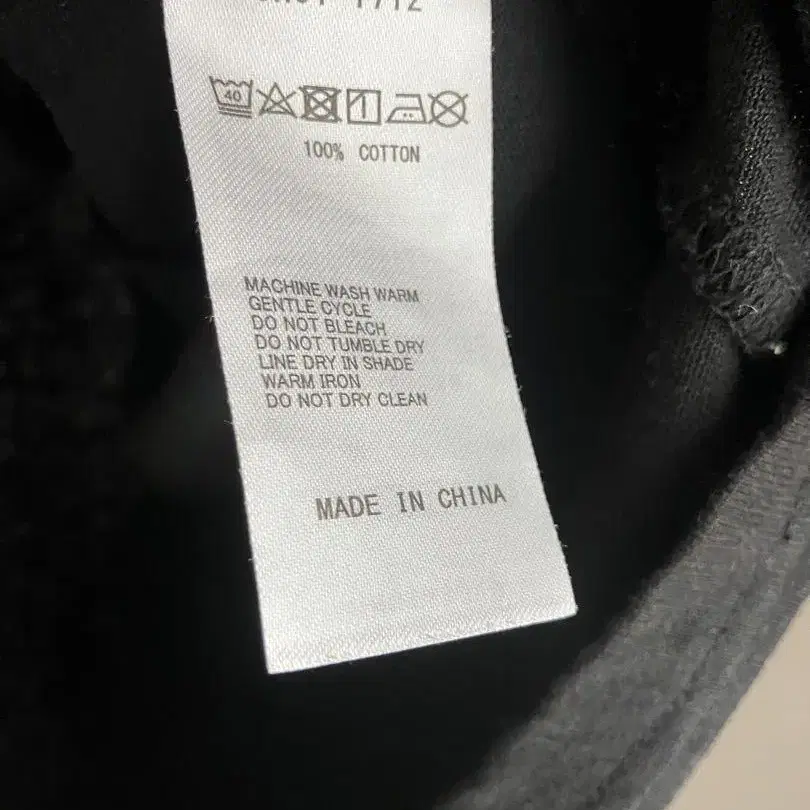 40
100% COTTON
MACHINE WASH WARM
GENTLE CYCLE
DO NOT BLEACH
DO NOT TUMBLE DRY
LINE DRY IN SHADE
WARM IRON
DO NOT DRY CLEAN
MADE IN CHINA